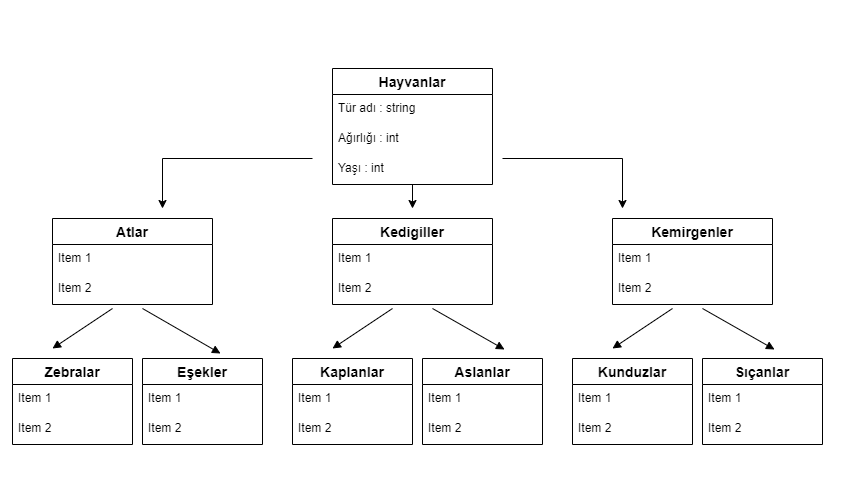 Hayvanlar
Tür adı : string
Ağırlığı : int
Yaşı : int
Atlar
Item 1
Item 2
Kedigiller
Item 1
Item 2
Kemirgenler
Item 1
Item 2
Zebralar
Item 1
Item 2
Eşekler
Item 1
Item 2
Kaplanlar
Item 1
Item 2
Aslanlar
Item 1
Item 2
Kunduzlar
Item 1
Item 2
Sıçanlar
Item 1
Item 2